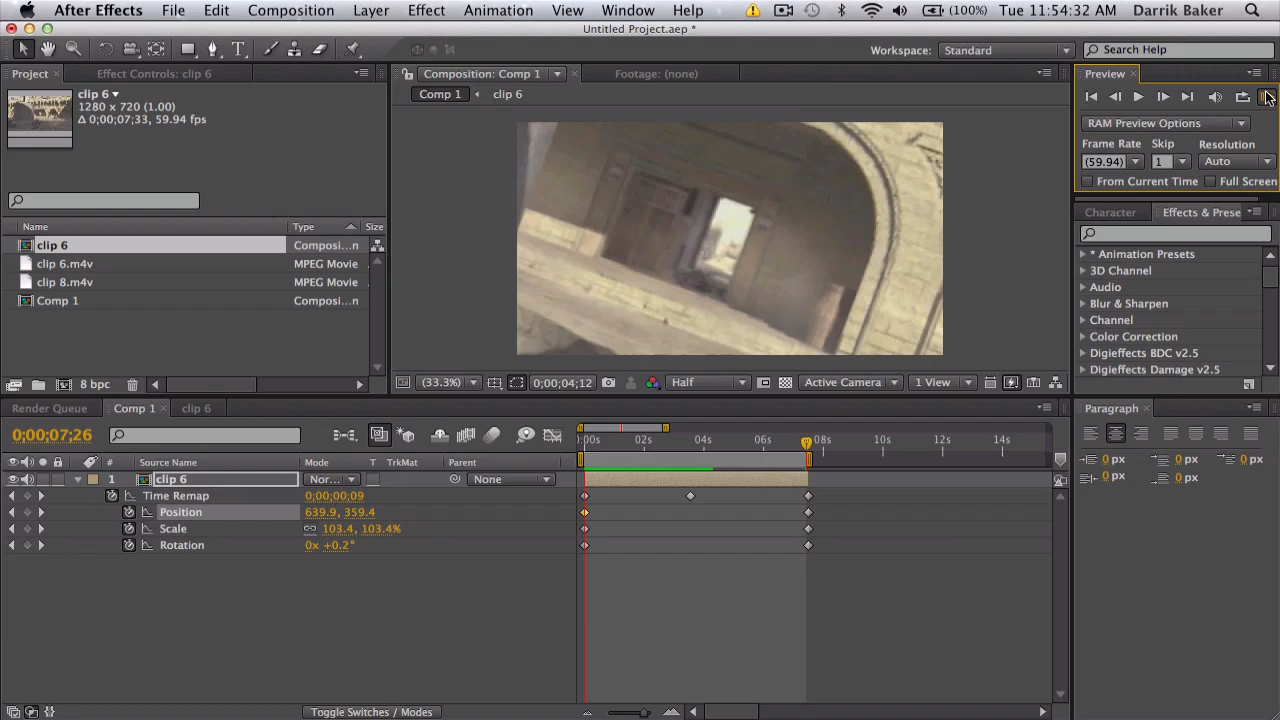 After Effects File Edit Composition Layer Effect Animation View Window Help (100%) Tue 11:54:32 AM Darrik Baker
Untitled Project.aep *
Workspace: Standard Search Help
Project Effect Controls: clip 6 Composition: Comp 1 Footage: (none) Preview
clip 6 Comp 1 clip 6
1280 x 720 (1.00)
Δ 0;00;07;33, 59.94 fps
RAM Preview Options
Frame Rate Skip Resolution
(59.94) 1 Auto
From Current Time Full Screen
Character Effects & Prese
Name Type Size
clip 6 Composi...n
clip 6.m4v MPEG Movie
clip 8.m4v MPEG Movie
Comp 1 Composi...n
* Animation Presets
3D Channel
Audio
Blur & Sharpen
Channel
Color Correction
Digieffects BDC v2.5
Digieffects Damage v2.5
8 bpc (33.3%) 0;00;04;12 Half Active Camera 1 View
Render Queue Comp 1 clip 6 Paragraph
0;00;07;26 :00s 02s 04s 06s 08s 10s 12s 14s
# Source Name Mode T TrkMat Parent
1 clip 6 Nor... None
Time Remap 0;00;00;09
Position 639.9, 359.4
Scale 103.4, 103.4%
Rotation 0x +0.2°
0 px 0 px 0 px
0 px 0 px
Toggle Switches / Modes